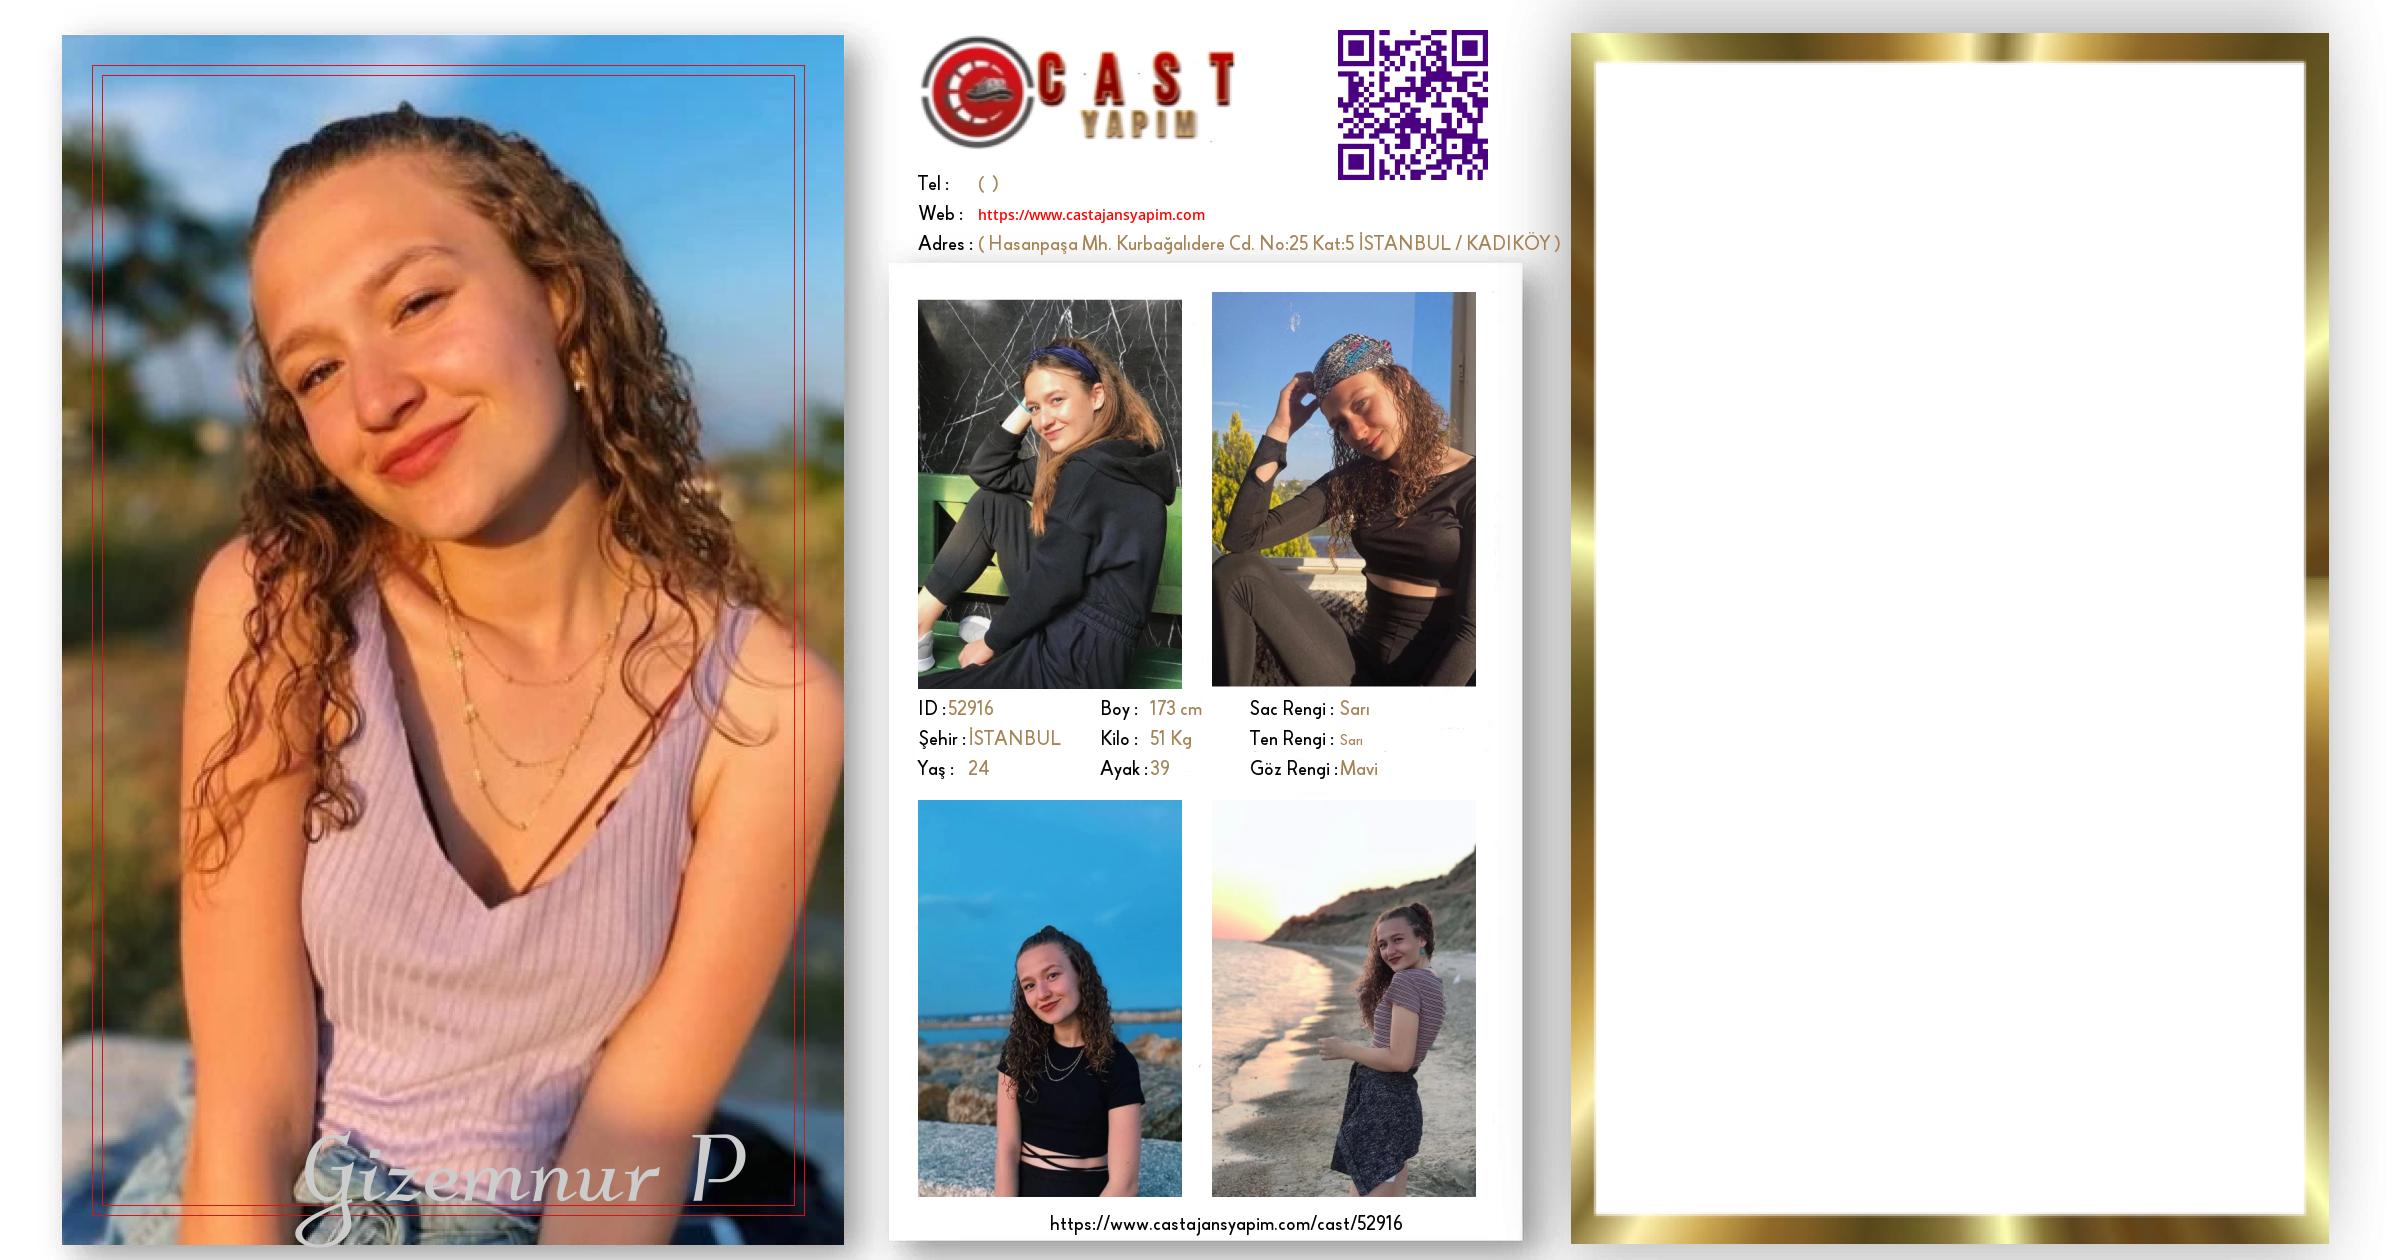 Gizemnur P
CAST
YAPIM
Tel : ( )
Web : https://www.castajansyapim.com
Adres : ( Hasanpaşa Mh. Kurbağalıdere Cd. No:25 Kat:5 İSTANBUL / KADIKÖY )
ID : 52916 Boy : 173 cm Sac Rengi : Sarı
Şehir : İSTANBUL Kilo : 51 Kg Ten Rengi : Sarı
Yaş : 24 Ayak : 39 Göz Rengi : Mavi
https://www.castajansyapim.com/cast/52916